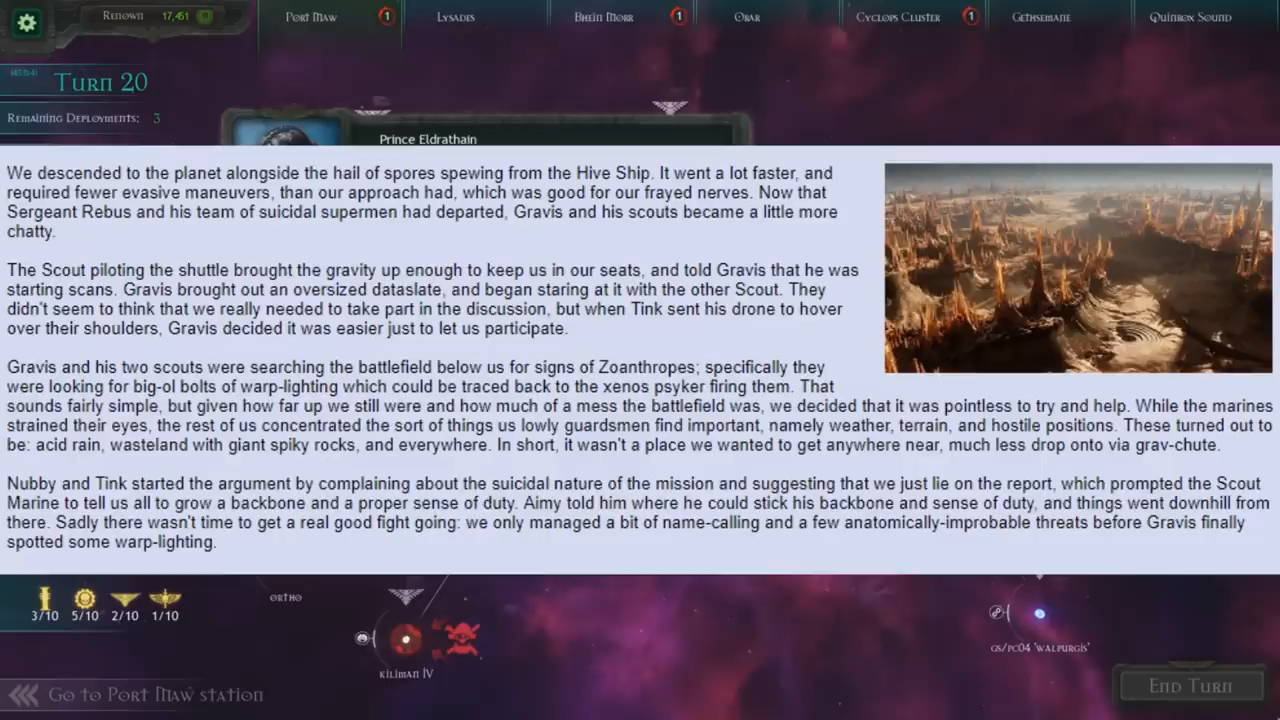 Renown 17,451
Port Maw 1
Lysades
Bhein Morr 1
Orar
Cyclops Cluster 1
Gethsemane
Quinrox Sound
Turn 20
Remaining Deployments: 3
Prince Eldrathain
We descended to the planet alongside the hail of spores spewing from the Hive Ship. It went a lot faster, and
required fewer evasive maneuvers, than our approach had, which was good for our frayed nerves. Now that
Sergeant Rebus and his team of suicidal supermen had departed, Gravis and his scouts became a little more
chatty.
The Scout piloting the shuttle brought the gravity up enough to keep us in our seats, and told Gravis that he was
starting scans. Gravis brought out an oversized dataslate, and began staring at it with the other Scout. They
didn't seem to think that we really needed to take part in the discussion, but when Tink sent his drone to hover
over their shoulders, Gravis decided it was easier just to let us participate.
Gravis and his two scouts were searching the battlefield below us for signs of Zoanthropes; specifically they
were looking for big-ol bolts of warp-lighting which could be traced back to the xenos psyker firing them. That
sounds fairly simple, but given how far up we still were and how much of a mess the battlefield was, we decided that it was pointless to try and help. While the marines
strained their eyes, the rest of us concentrated the sort of things us lowly guardsmen find important, namely weather, terrain, and hostile positions. These turned out to
be: acid rain, wasteland with giant spiky rocks, and everywhere. In short, it wasn't a place we wanted to get anywhere near, much less drop onto via grav-chute.
Nubby and Tink started the argument by complaining about the suicidal nature of the mission and suggesting that we just lie on the report, which prompted the Scout
Marine to tell us all to grow a backbone and a proper sense of duty. Aimy told him where he could stick his backbone and sense of duty, and things went downhill from
there. Sadly there wasn't time to get a real good fight going: we only managed a bit of name-calling and a few anatomically-improbable threats before Gravis finally
spotted some warp-lighting.
3/10 5/10 2/10 1/10
Ortho
Kiliman IV
GS/PC04 'Walpurgis'
Go to Port Maw station
End Turn